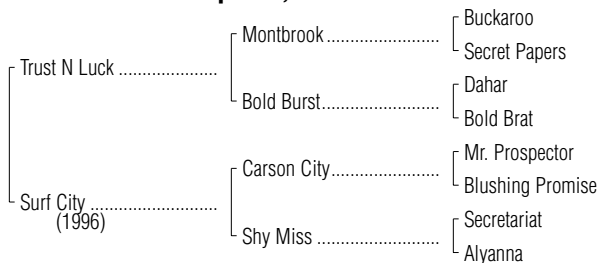 Buckaroo
Montbrook ........................
Secret Papers
Trust N Luck .....................
Dahar
Bold Burst.........................
Bold Brat
Mr. Prospector
Carson City.......................
Blushing Promise
Surf City ...........................
(1996)
Secretariat
Shy Miss ..........................
Alyanna